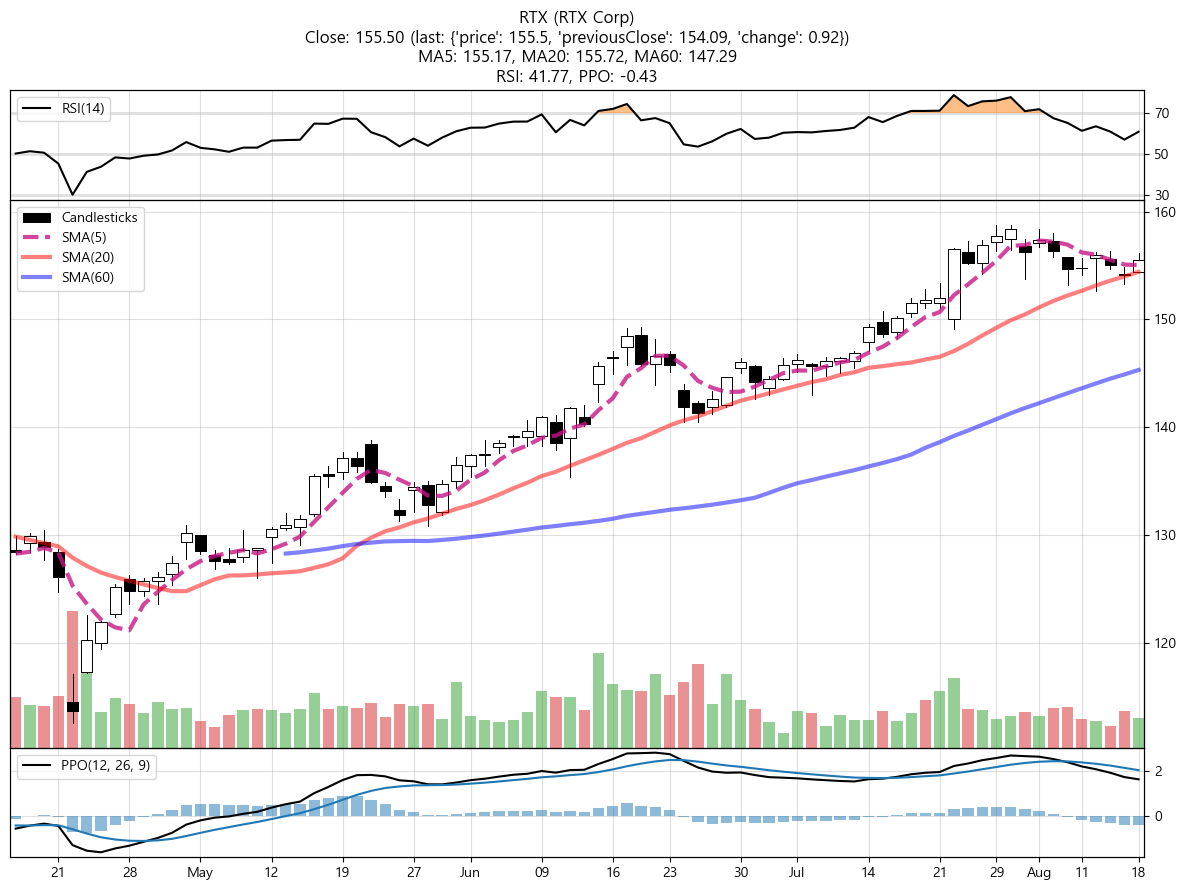 RTX (RTX Corp)
Close: 155.50 (last: {'price': 155.5, 'previousClose': 154.09, 'change': 0.92})
MA5: 155.17, MA20: 155.72, MA60: 147.29
RSI: 41.77, PPO: -0.43
RSI(14)
70
50
30
Candlesticks
SMA(5)
SMA(20)
SMA(60)
160
150
140
130
120
PPO(12, 26, 9)
2
0
21 28 May 12 19 27 Jun 09 16 23 30 Jul 14 21 29 Aug 11 18